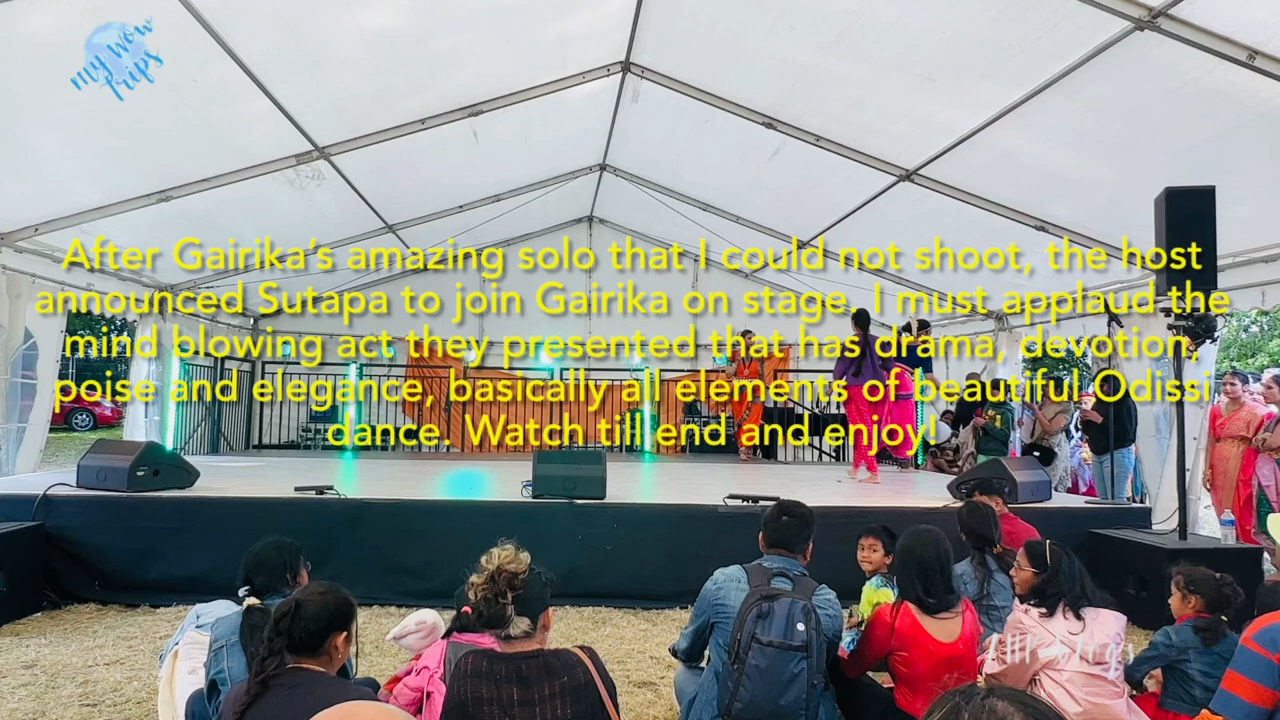 my wow
trips
After Gairika's amazing solo that I could not shoot, the host
announced Sutapa to join Gairika on stage. I must applaud the
mind blowing act they presented that has drama, devotion,
poise and elegance, basically all elements of beautiful Odissi
dance. Watch till end and enjoy!